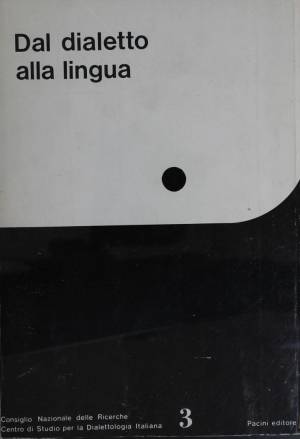 Dal dialetto
alla lingua
Consiglio Nazionale delle Ricerche
Centro di Studio per la Dialettologia Italiana
3
Pacini editore